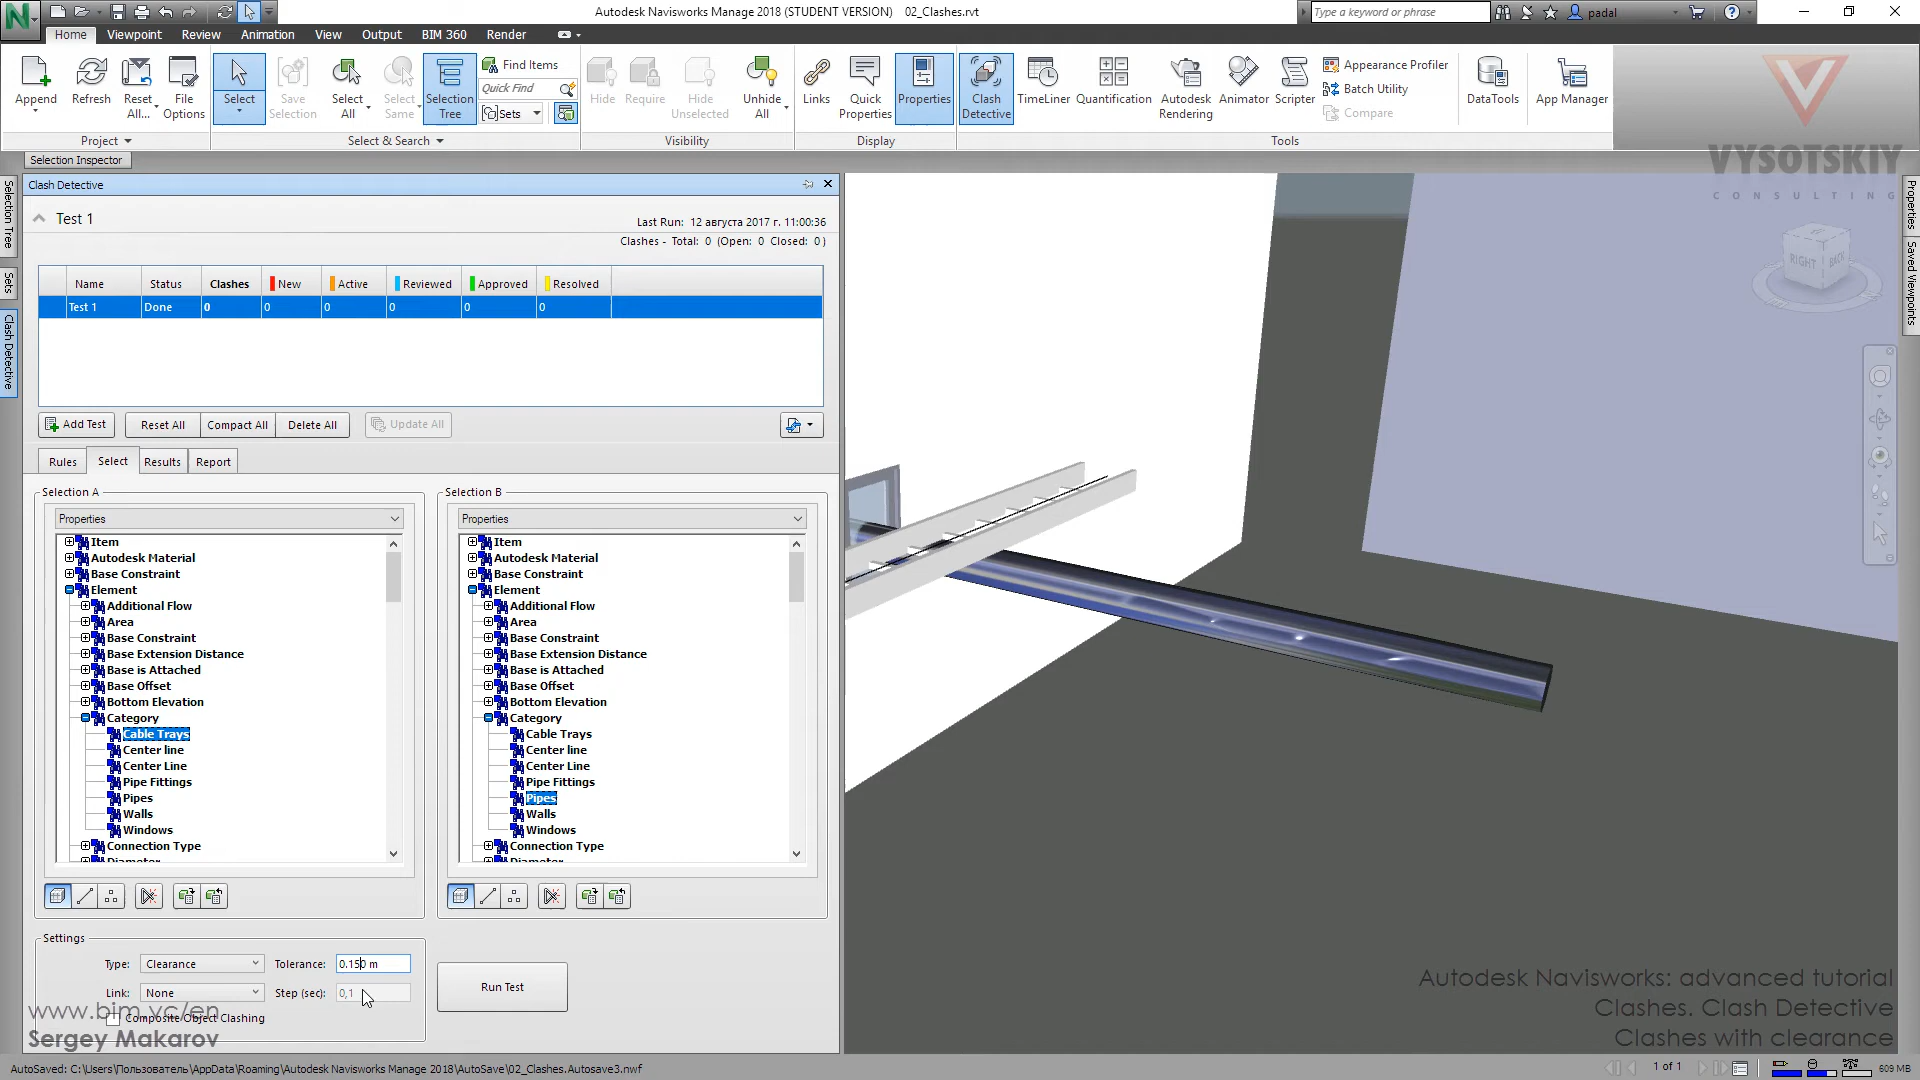 Autodesk Navisworks Manage 2018 (STUDENT VERSION) 02_Clashes.rvt
Type a keyword or phrase
padal
Home Viewpoint Review Animation View Output BIM 360 Render
Append Refresh Reset All... File Options
Select Save Selection Select All Select Same Selection Tree
Find Items
Quick Find
Sets
Hide Require Hide Unselected Unhide All
Links Quick Properties Properties
Clash Detective TimeLiner Quantification Autodesk Rendering Animator Scripter
Appearance Profiler
Batch Utility
Compare
DataTools App Manager
Project Select & Search Visibility Display Tools
VYSOTSKIY
CONSULTING
Selection Inspector
Selection Tree
Sets
Clash Detective
Properties
Saved Viewpoints
RIGHT BACK
Clash Detective
Test 1
Last Run: 12 августа 2017 г. 11:00:36
Clashes - Total: 0 (Open: 0 Closed: 0)
Name Status Clashes New Active Reviewed Approved Resolved
Test 1 Done 0 0 0 0 0 0
Add Test Reset All Compact All Delete All Update All
Rules Select Results Report
Selection A
Properties
Item
Autodesk Material
Base Constraint
Element
Additional Flow
Area
Base Constraint
Base Extension Distance
Base is Attached
Base Offset
Bottom Elevation
Category
Cable Trays
Center line
Center Line
Pipe Fittings
Pipes
Walls
Windows
Connection Type
Diameter
Selection B
Properties
Item
Autodesk Material
Base Constraint
Element
Additional Flow
Area
Base Constraint
Base Extension Distance
Base is Attached
Base Offset
Bottom Elevation
Category
Cable Trays
Center line
Center Line
Pipe Fittings
Pipes
Walls
Windows
Connection Type
Diameter
Settings
Type: Clearance Tolerance: 0.150 m
Link: None Step (sec): 0,1
Composite Object Clashing
Run Test
www.bim.vc/en
Sergey Makarov
Autodesk Navisworks: advanced tutorial
Clashes. Clash Detective
Clashes with clearance
AutoSaved: C:\Users\Пользователь\AppData\Roaming\Autodesk Navisworks Manage 2018\AutoSave\02_Clashes.Autosave3.nwf
1 of 1
609 MB